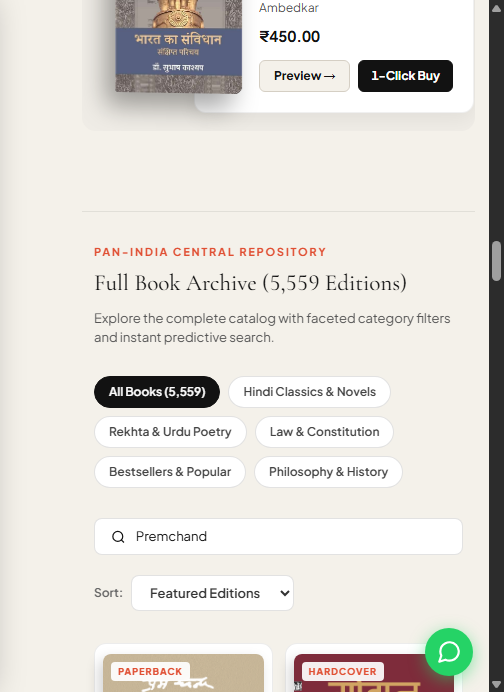 Ambedkar
भारत का संविधान
संक्षिप्त परिचय
डॉ. सुभाष काश्यप
₹450.00
Preview →
1-Click Buy
PAN-INDIA CENTRAL REPOSITORY
Full Book Archive (5,559 Editions)
Explore the complete catalog with faceted category filters
and instant predictive search.
All Books (5,559)
Hindi Classics & Novels
Rekhta & Urdu Poetry
Law & Constitution
Bestsellers & Popular
Philosophy & History
Premchand
Sort:
Featured Editions
PAPERBACK
HARDCOVER